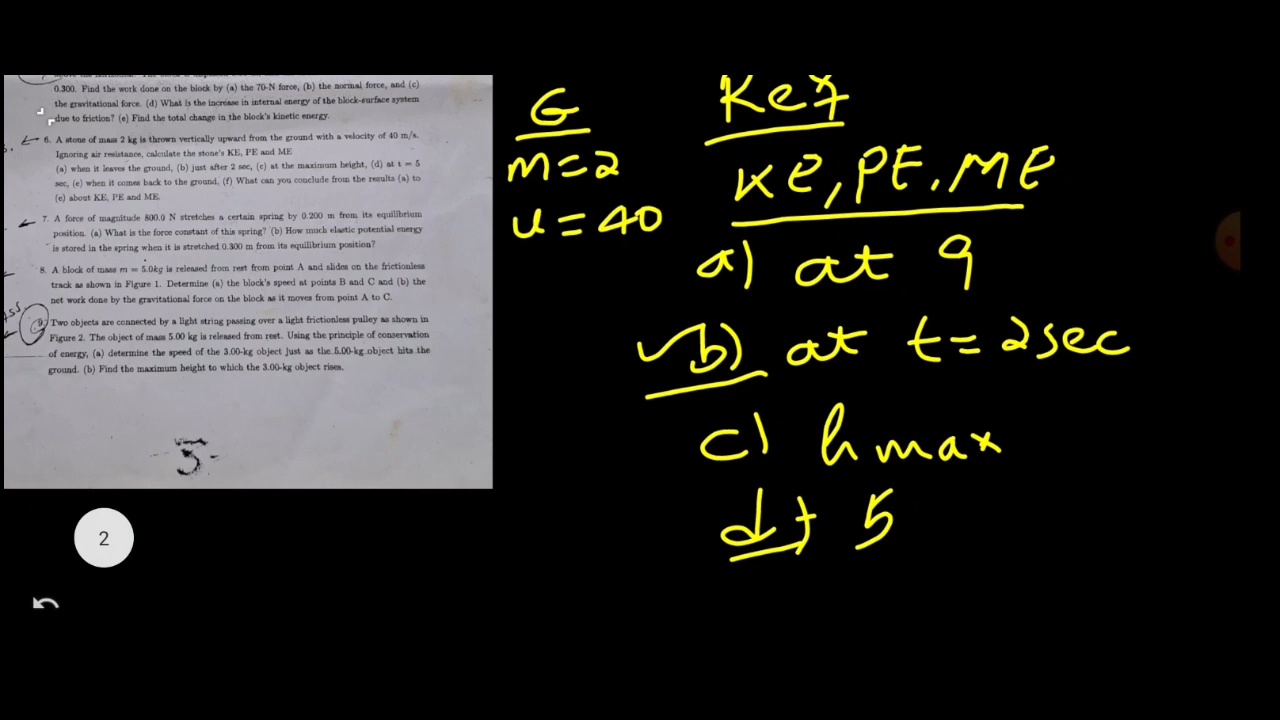 0.300. Find the work done on the block by (a) the 70-N force, (b) the normal force, and (c)
the gravitational force. (d) What is the increase in internal energy of the block-surface system
due to friction? (e) Find the total change in the block's kinetic energy.
6. A stone of mass 2 kg is thrown vertically upward from the ground with a velocity of 40 m/s.
Ignoring air resistance, calculate the stone's KE, PE and ME
(a) when it leaves the ground, (b) just after 2 sec, (c) at the maximum height, (d) at t = 5
sec, (e) when it comes back to the ground, (f) What can you conclude from the results (a) to
(e) about KE, PE and ME.
7. A force of magnitude 800.0 N stretches a certain spring by 0.200 m from its equilibrium
position. (a) What is the force constant of this spring? (b) How much elastic potential energy
is stored in the spring when it is stretched 0.300 m from its equilibrium position?
8. A block of mass m = 5.0kg is released from rest from point A and slides on the frictionless
track as shown in Figure 1. Determine (a) the block's speed at points B and C and (b) the
net work done by the gravitational force on the block as it moves from point A to C.
9. Two objects are connected by a light string passing over a light frictionless pulley as shown in
Figure 2. The object of mass 5.00 kg is released from rest. Using the principle of conservation
of energy, (a) determine the speed of the 3.00-kg object just as the 5.00-kg object hits the
ground. (b) Find the maximum height to which the 3.00-kg object rises.
5
2
G
m=2
u=40
KE, PE, ME
a) at g
b) at t=2sec
c) h max
d) 5